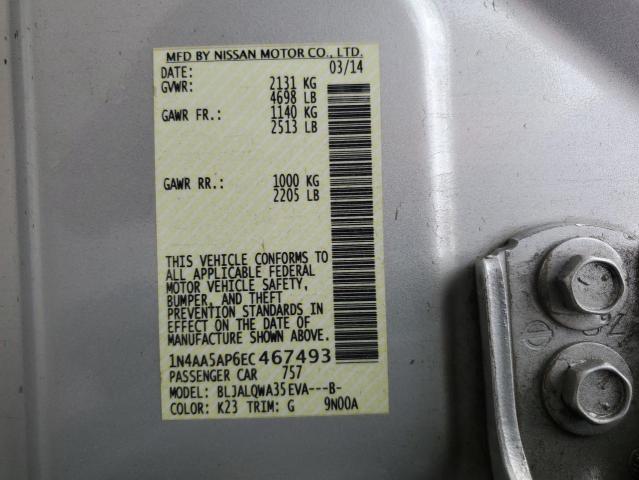 MFD BY NISSAN MOTOR CO., LTD.
DATE: 03/14
GVWR: 2131 KG
4698 LB
GAWR FR.: 1140 KG
2513 LB
GAWR RR.: 1000 KG
2205 LB
THIS VEHICLE CONFORMS TO
ALL APPLICABLE FEDERAL
MOTOR VEHICLE SAFETY,
BUMPER, AND THEFT
PREVENTION STANDARDS IN
EFFECT ON THE DATE OF
MANUFACTURE SHOWN ABOVE.
1N4AA5AP6EC467493
PASSENGER CAR 757
MODEL: BLJALQWA35EVA---B-
COLOR: K23 TRIM: G 9N00A